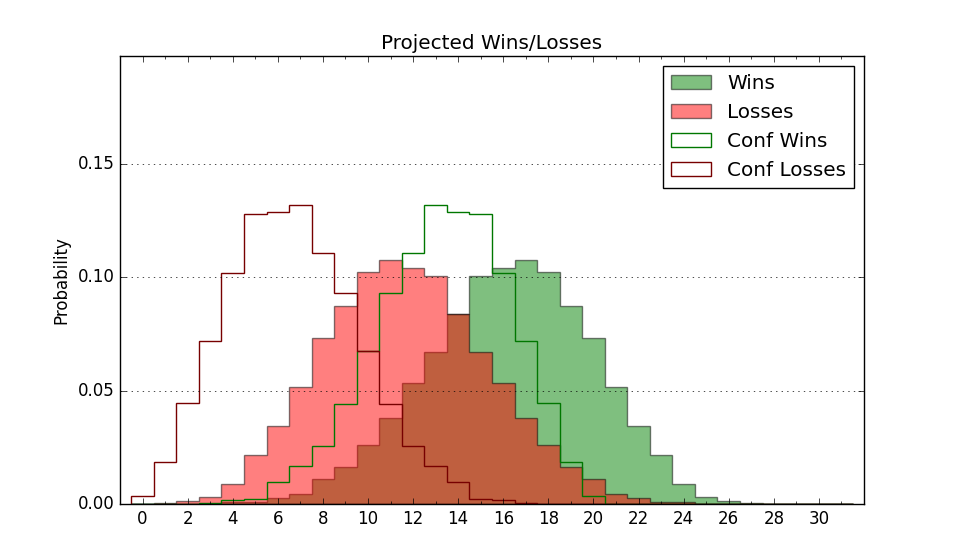 Projected Wins/Losses
Wins
Losses
Conf Wins
Conf Losses
Probability
0.15
0.10
0.05
0.00
0 2 4 6 8 10 12 14 16 18 20 22 24 26 28 30